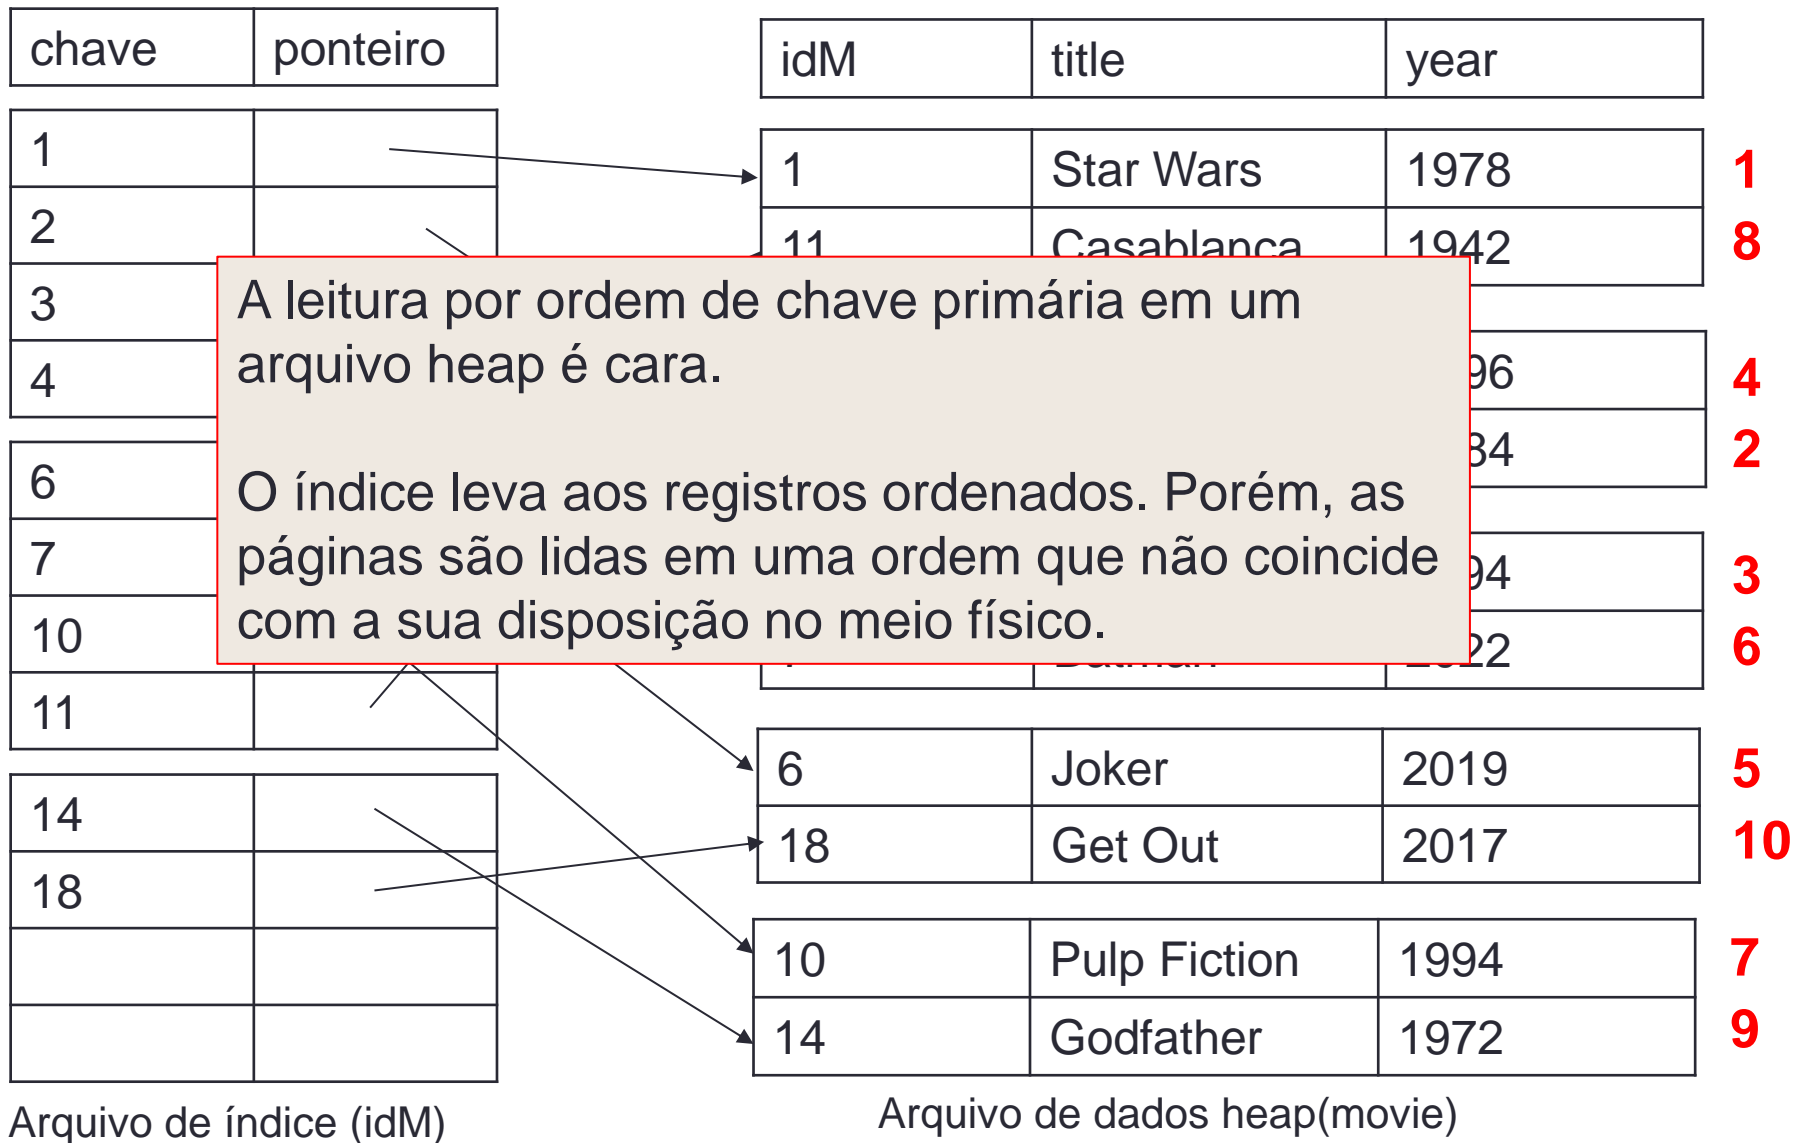 chave ponteiro
1
2
3
4
6
7
10
11
14
18
Arquivo de índice (idM)
idM title year
1 Star Wars 1978 1
11 Casablanca 1942 8
4
2
3
Batman 6
6 Joker 2019 5
18 Get Out 2017 10
10 Pulp Fiction 1994 7
14 Godfather 1972 9
Arquivo de dados heap(movie)
A leitura por ordem de chave primária em um
arquivo heap é cara.
O índice leva aos registros ordenados. Porém, as
páginas são lidas em uma ordem que não coincide
com a sua disposição no meio físico.